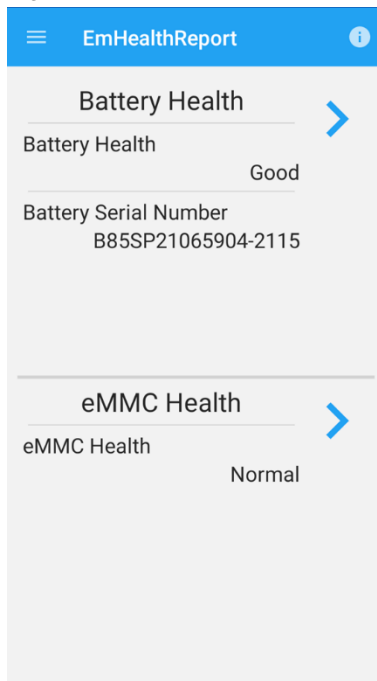 EmHealthReport
Battery Health
Battery Health
Good
Battery Serial Number
B85SP21065904-2115
eMMC Health
eMMC Health
Normal